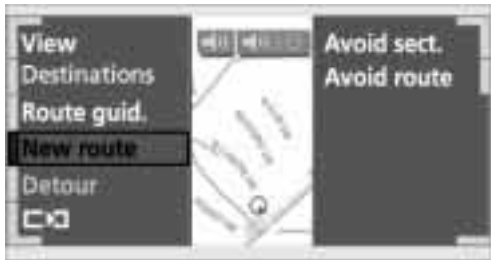 View
Destinations
Route guid.
New route
Detour
Avoid sect.
Avoid route